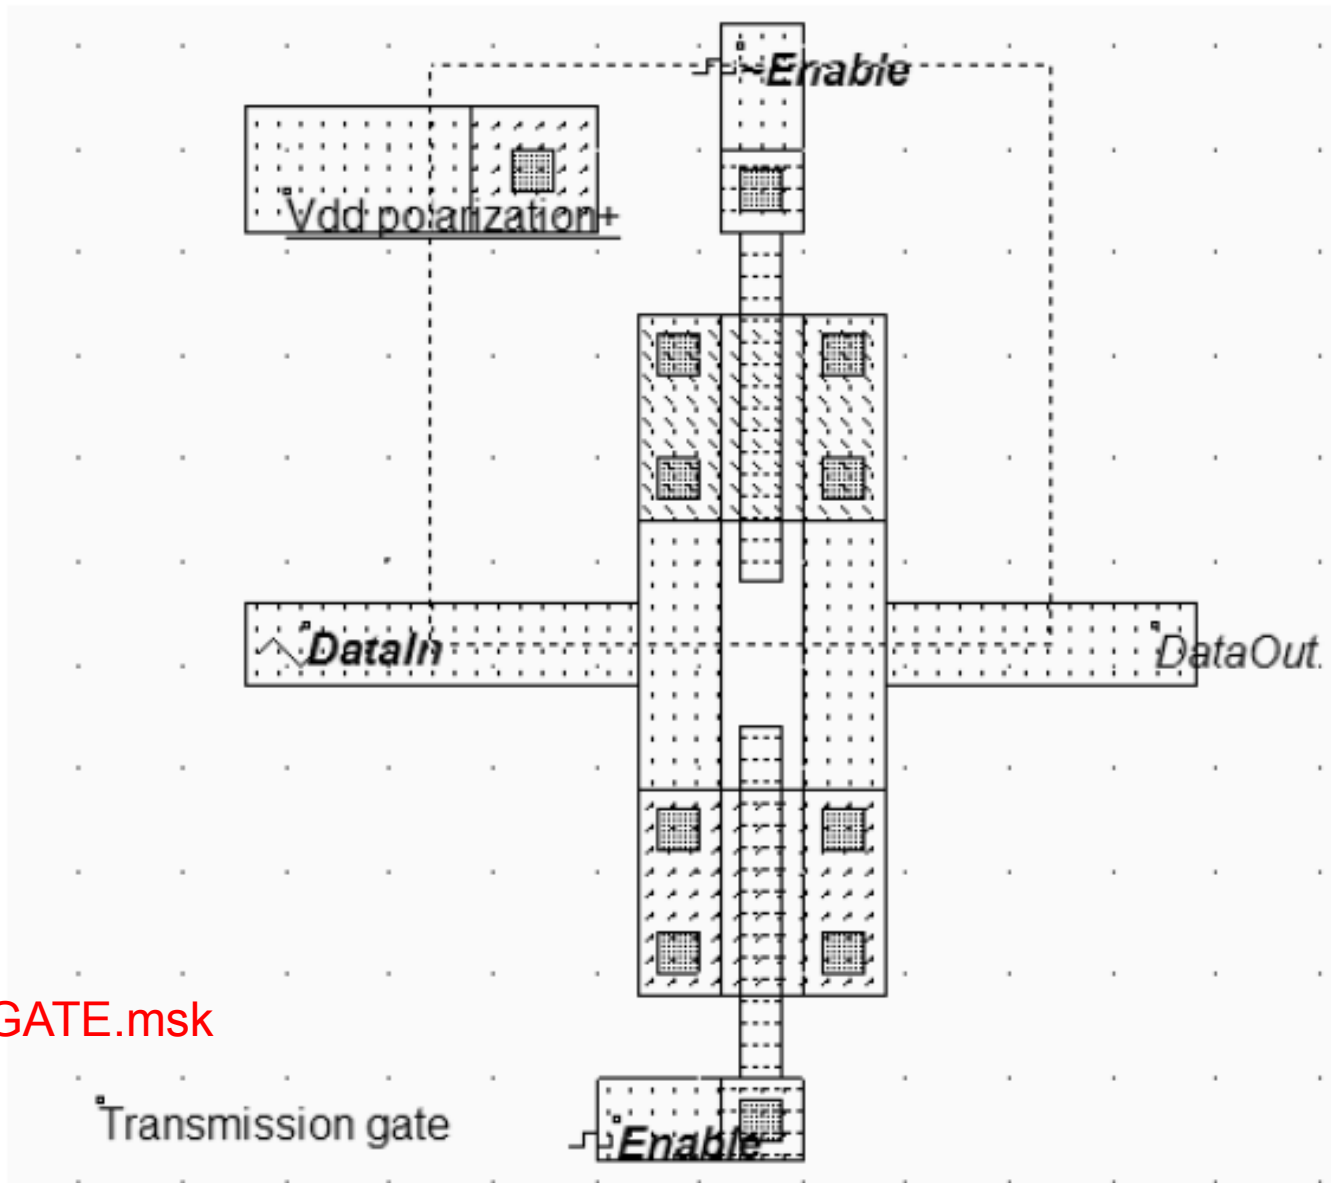 ~Enable
Vdd polarization+
DataIn
DataOut.
GATE.msk
Transmission gate
Enable